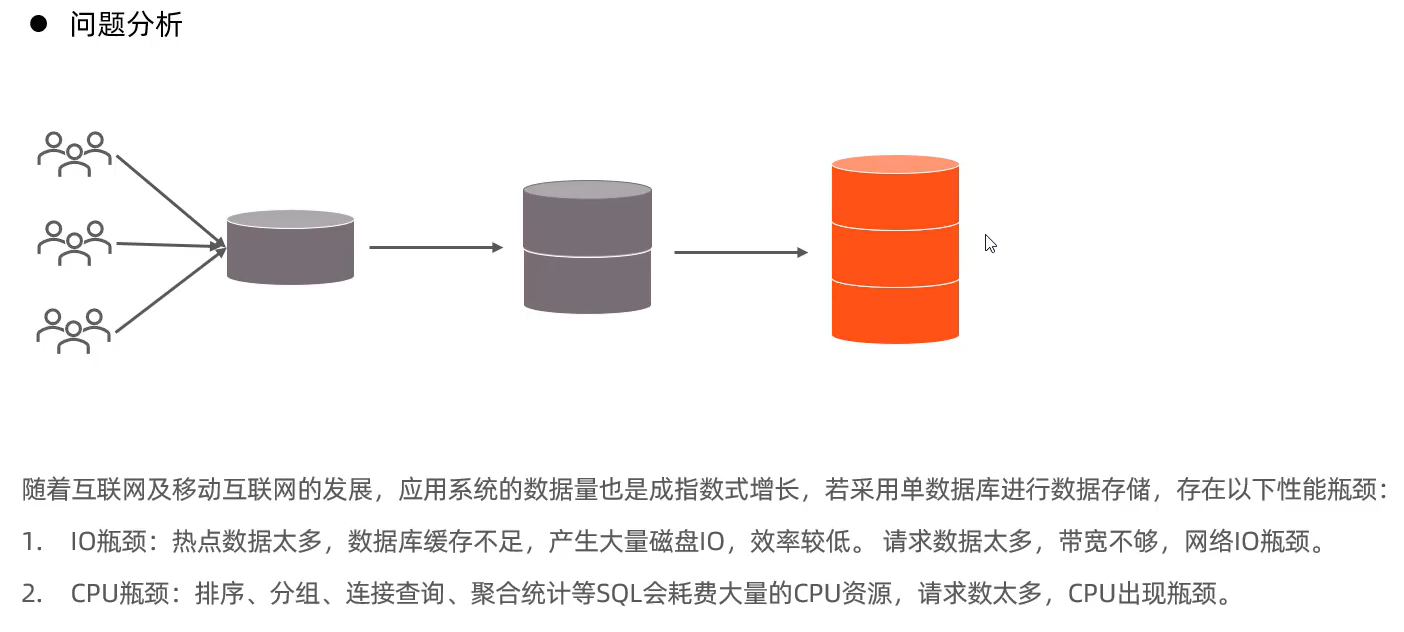 ● 问题分析
随着互联网及移动互联网的发展，应用系统的数据量也是成指数式增长，若采用单数据库进行数据存储，存在以下性能瓶颈：
1. IO瓶颈：热点数据太多，数据库缓存不足，产生大量磁盘IO，效率较低。 请求数据太多，带宽不够，网络IO瓶颈。
2. CPU瓶颈：排序、分组、连接查询、聚合统计等SQL会耗费大量的CPU资源，请求数太多，CPU出现瓶颈。